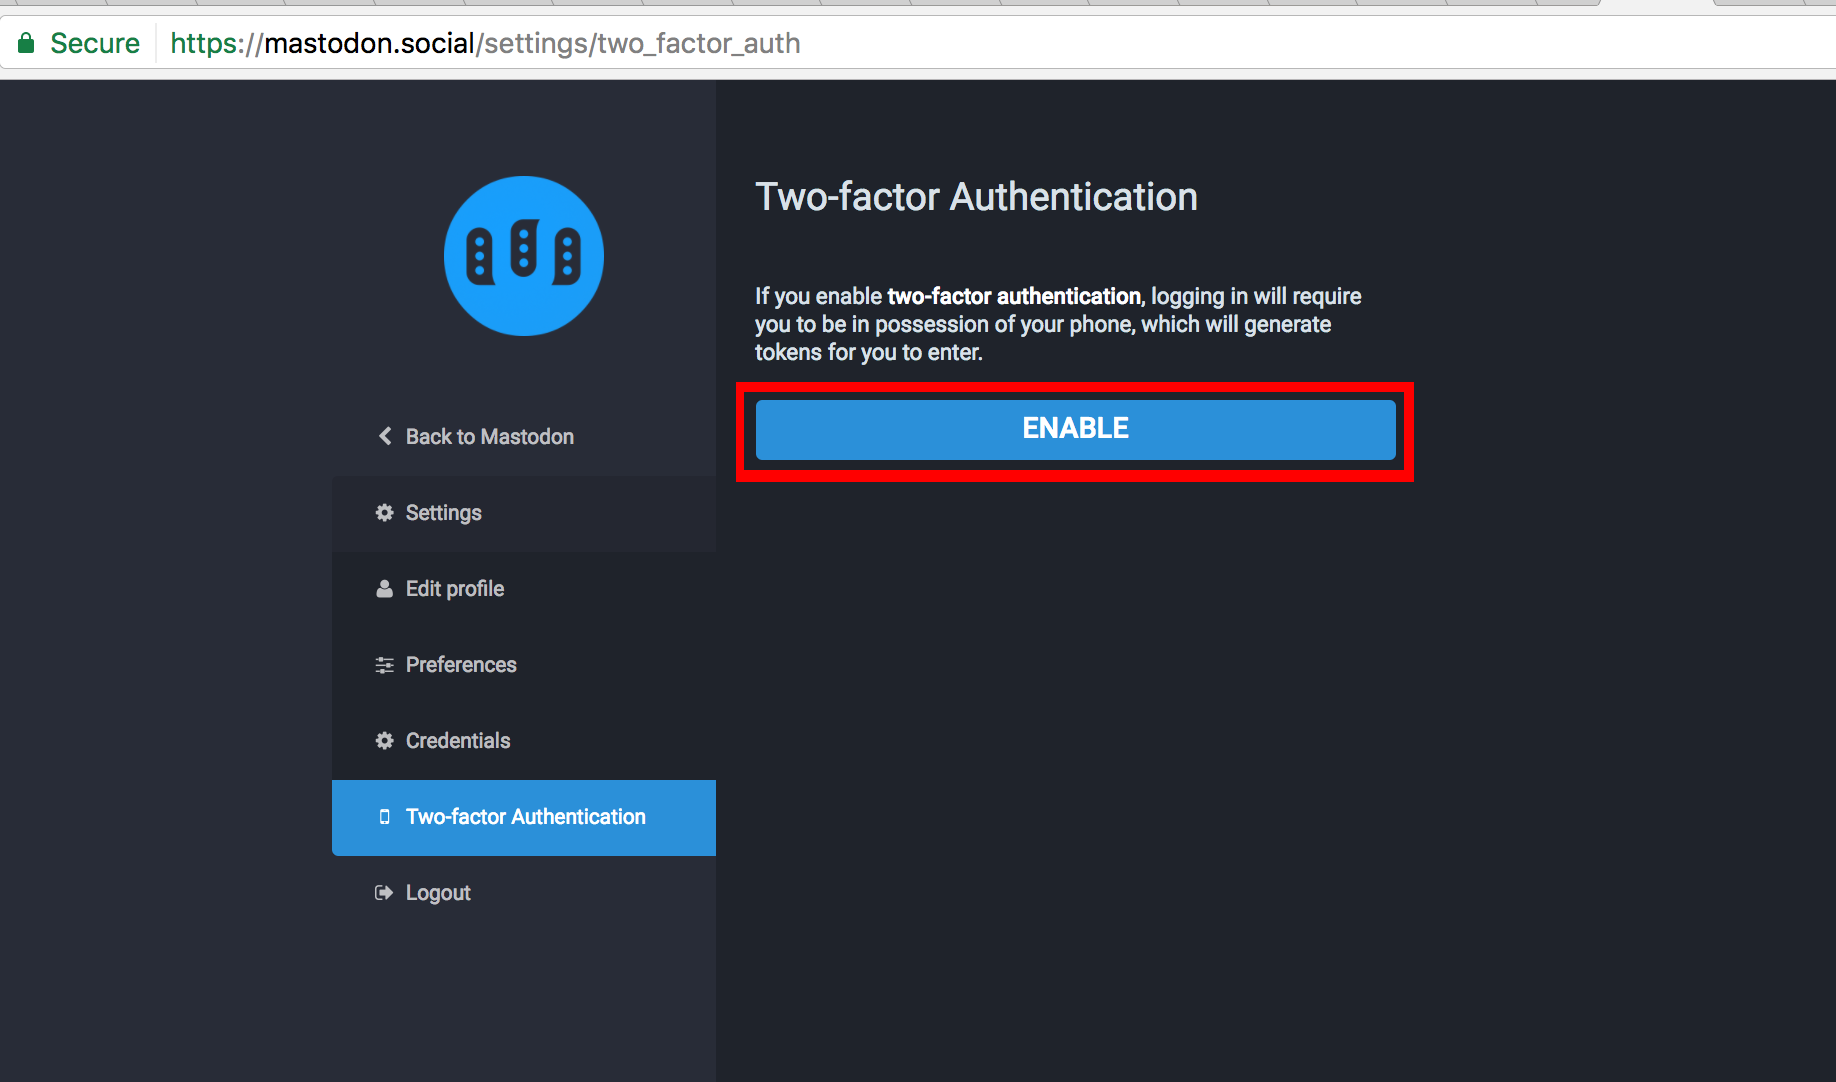 Secure https://mastodon.social/settings/two_factor_auth
Two-factor Authentication
If you enable two-factor authentication, logging in will require
you to be in possession of your phone, which will generate
tokens for you to enter.
ENABLE
Back to Mastodon
Settings
Edit profile
Preferences
Credentials
Two-factor Authentication
Logout